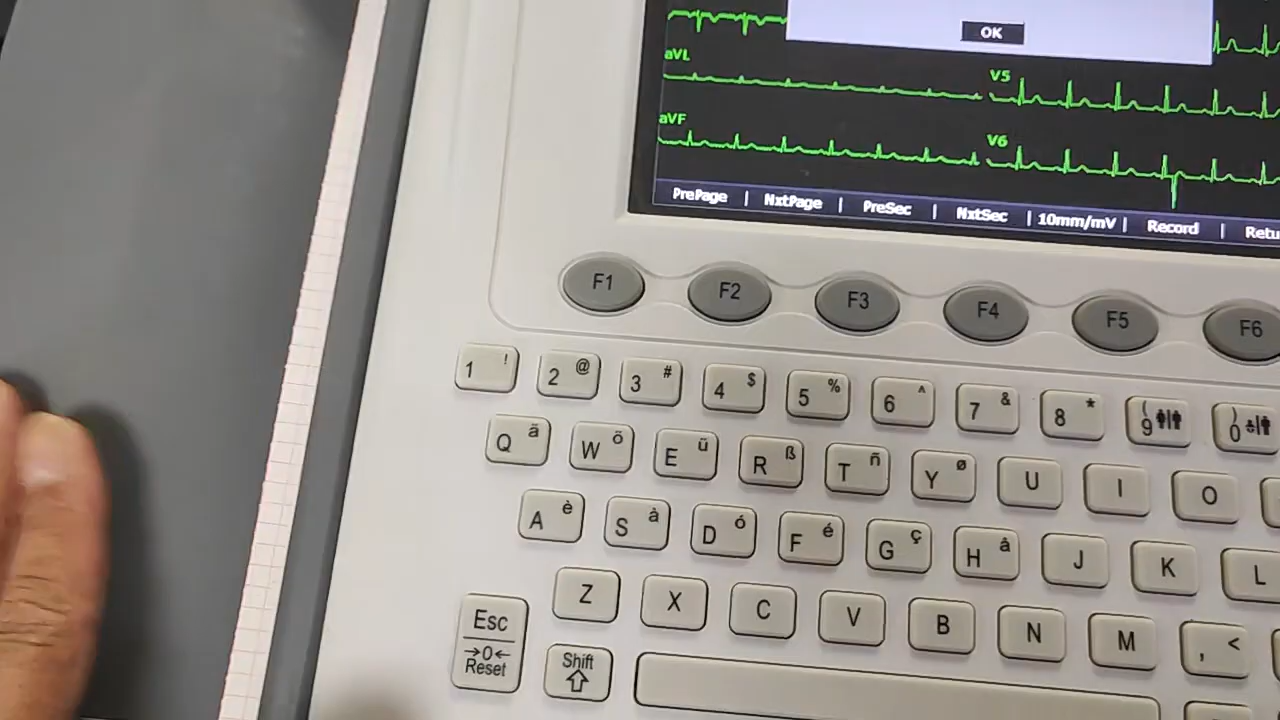 OK
aVL
V5
aVF
V6
PrePage | NxtPage | PreSec | NxtSec | 10mm/mV | Record | Retu
F1 F2 F3 F4 F5 F6
1 ! 2 @ 3 # 4 $ 5 % 6 ^ 7 & 8 * 9 ( 0 )
Q ã W õ E ü R ß T ñ Y ø U I O
A è S à D ó F é G ç H â J K L
Z X C V B N M , <
Esc
→0←
Reset
Shift